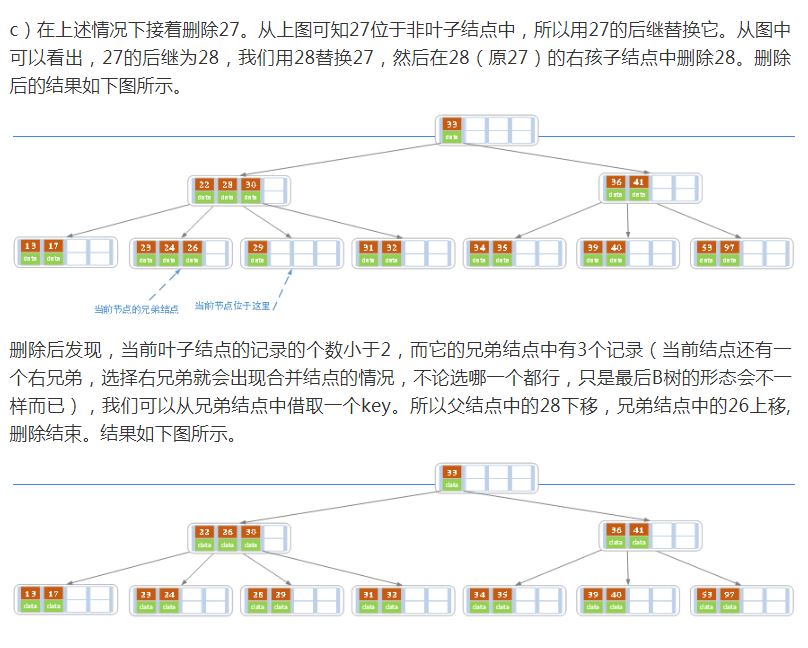 c）在上述情况下接着删除27。从上图可知27位于非叶子结点中，所以用27的后继替换它。从图中
可以看出，27的后继为28，我们用28替换27，然后在28（原27）的右孩子结点中删除28。删除
后的结果如下图所示。
33
data
22 28 30
data data data
36 41
data data
13 17
data data
23 24 26
data data data
29
data
31 32
data data
34 35
data data
39 40
data data
53 97
data data
当前节点的兄弟结点
当前节点位于这里
删除后发现，当前叶子结点的记录的个数小于2，而它的兄弟结点中有3个记录（当前结点还有一
个右兄弟，选择右兄弟就会出现合并结点的情况，不论选哪一个都行，只是最后B树的形态会不一
样而已），我们可以从兄弟结点中借取一个key。所以父结点中的28下移，兄弟结点中的26上移,
删除结束。结果如下图所示。
33
data
22 26 30
data data data
36 41
data data
13 17
data data
23 24
data data
28 29
data data
31 32
data data
34 35
data data
39 40
data data
53 97
data data